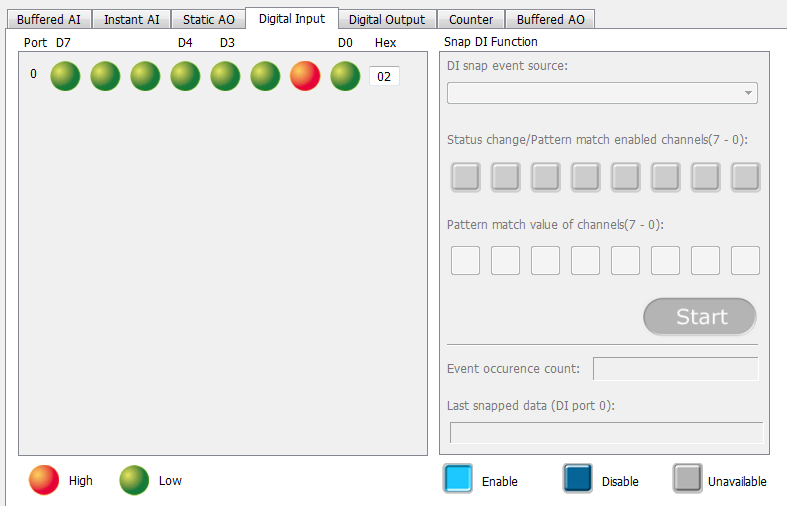 Buffered AI Instant AI Static AO Digital Input Digital Output Counter Buffered AO
Port D7 D4 D3 D0 Hex
0 02
Snap DI Function
DI snap event source:
Status change/Pattern match enabled channels(7 - 0):
Pattern match value of channels(7 - 0):
Start
Event occurence count:
Last snapped data (DI port 0):
High Low
Enable Disable Unavailable